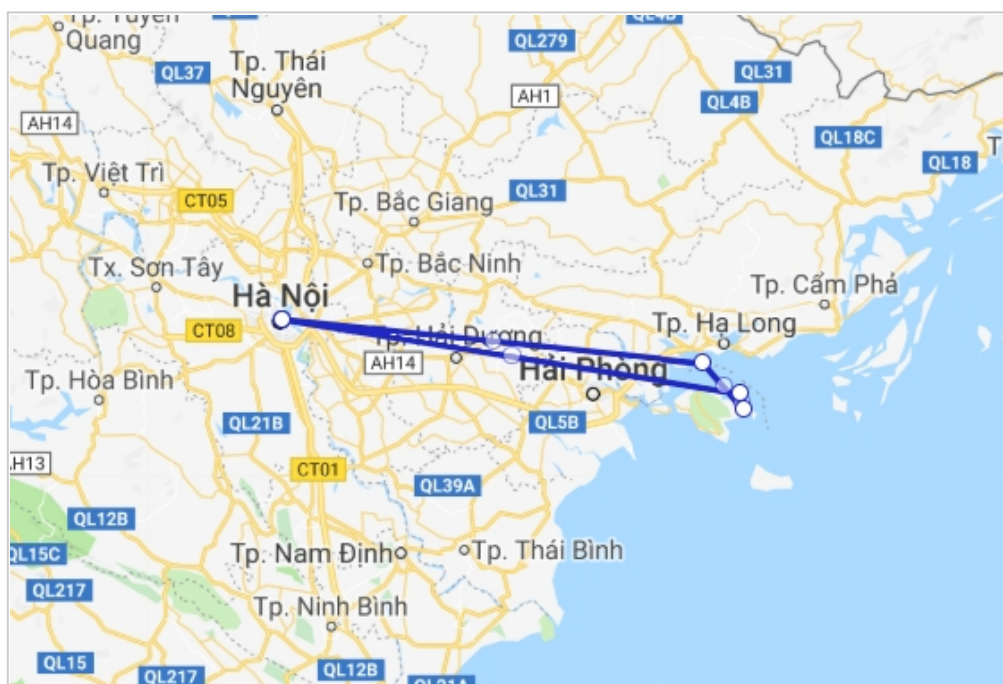 Tp. Tuyên
Quang
QL4B
QL279
QL37
Tp. Thái
Nguyên
QL31
AH1
QL4B
AH14
QL18C
QL18
T
Tp. Việt Trì
CT05
QL31
Tp. Bắc Giang
Tx. Sơn Tây
Tp. Bắc Ninh
Hà Nội
Tp. Cẩm Phả
CT08
Tp. Hải Dương
Tp. Hạ Long
AH14
Hải Phòng
Tp. Hòa Bình
QL21B
QL5B
AH13
CT01
QL39A
QL12B
QL15C
Tp. Nam Định
Tp. Thái Bình
QL217
Tp. Ninh Bình
QL15
QL217
QL12B
QL21A